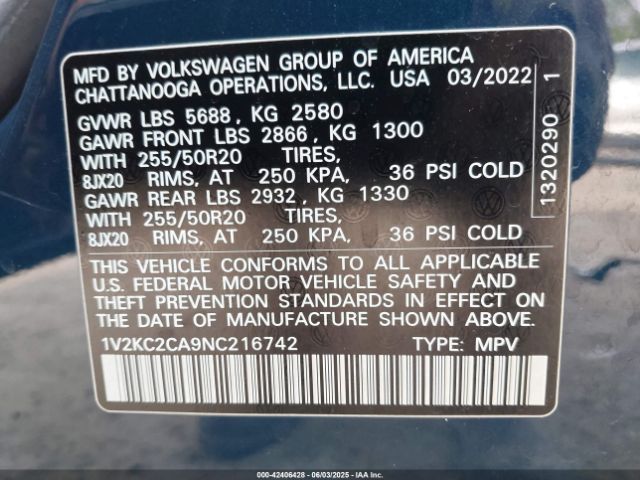 MFD BY VOLKSWAGEN GROUP OF AMERICA
CHATTANOOGA OPERATIONS, LLC. USA 03/2022
GVWR LBS 5688, KG 2580
GAWR FRONT LBS 2866, KG 1300
WITH 255/50R20 TIRES,
8JX20 RIMS, AT 250 KPA, 36 PSI COLD
GAWR REAR LBS 2932, KG 1330
WITH 255/50R20 TIRES,
8JX20 RIMS, AT 250 KPA, 36 PSI COLD
THIS VEHICLE CONFORMS TO ALL APPLICABLE
U.S. FEDERAL MOTOR VEHICLE SAFETY AND
THEFT PREVENTION STANDARDS IN EFFECT ON
THE DATE OF MANUFACTURE SHOWN ABOVE.
1V2KC2CA9NC216742 TYPE: MPV
1320290 1
000-42406428 - 06/03/2025 - IAAI.COM